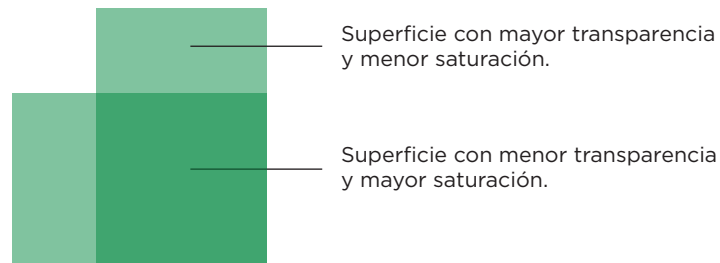 Superficie con mayor transparencia
y menor saturación.
Superficie con menor transparencia
y mayor saturación.